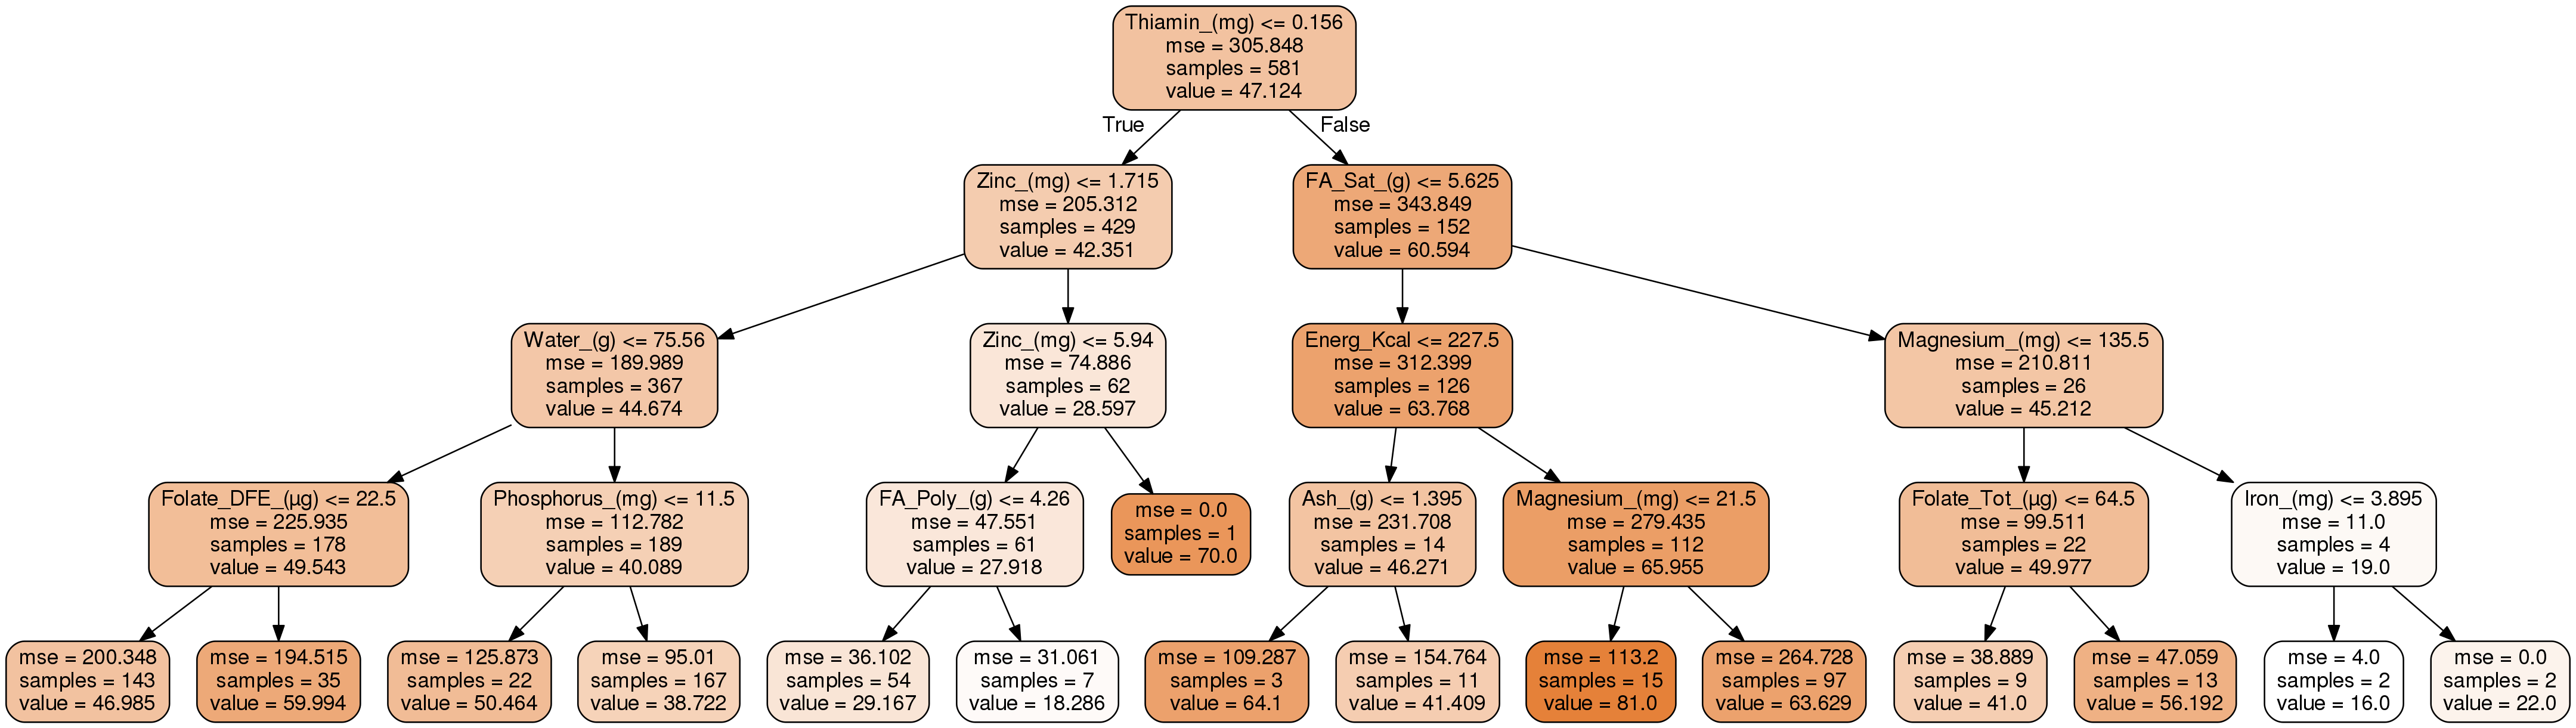 Thiamin_(mg) <= 0.156
mse = 305.848
samples = 581
value = 47.124
True
False
Zinc_(mg) <= 1.715
mse = 205.312
samples = 429
value = 42.351
FA_Sat_(g) <= 5.625
mse = 343.849
samples = 152
value = 60.594
Water_(g) <= 75.56
mse = 189.989
samples = 367
value = 44.674
Zinc_(mg) <= 5.94
mse = 74.886
samples = 62
value = 28.597
Energ_Kcal <= 227.5
mse = 312.399
samples = 126
value = 63.768
Magnesium_(mg) <= 135.5
mse = 210.811
samples = 26
value = 45.212
Folate_DFE_(µg) <= 22.5
mse = 225.935
samples = 178
value = 49.543
Phosphorus_(mg) <= 11.5
mse = 112.782
samples = 189
value = 40.089
FA_Poly_(g) <= 4.26
mse = 47.551
samples = 61
value = 27.918
mse = 0.0
samples = 1
value = 70.0
Ash_(g) <= 1.395
mse = 231.708
samples = 14
value = 46.271
Magnesium_(mg) <= 21.5
mse = 279.435
samples = 112
value = 65.955
Folate_Tot_(µg) <= 64.5
mse = 99.511
samples = 22
value = 49.977
Iron_(mg) <= 3.895
mse = 11.0
samples = 4
value = 19.0
mse = 200.348
samples = 143
value = 46.985
mse = 194.515
samples = 35
value = 59.994
mse = 125.873
samples = 22
value = 50.464
mse = 95.01
samples = 167
value = 38.722
mse = 36.102
samples = 54
value = 29.167
mse = 31.061
samples = 7
value = 18.286
mse = 109.287
samples = 3
value = 64.1
mse = 154.764
samples = 11
value = 41.409
mse = 113.2
samples = 15
value = 81.0
mse = 264.728
samples = 97
value = 63.629
mse = 38.889
samples = 9
value = 41.0
mse = 47.059
samples = 13
value = 56.192
mse = 4.0
samples = 2
value = 16.0
mse = 0.0
samples = 2
value = 22.0